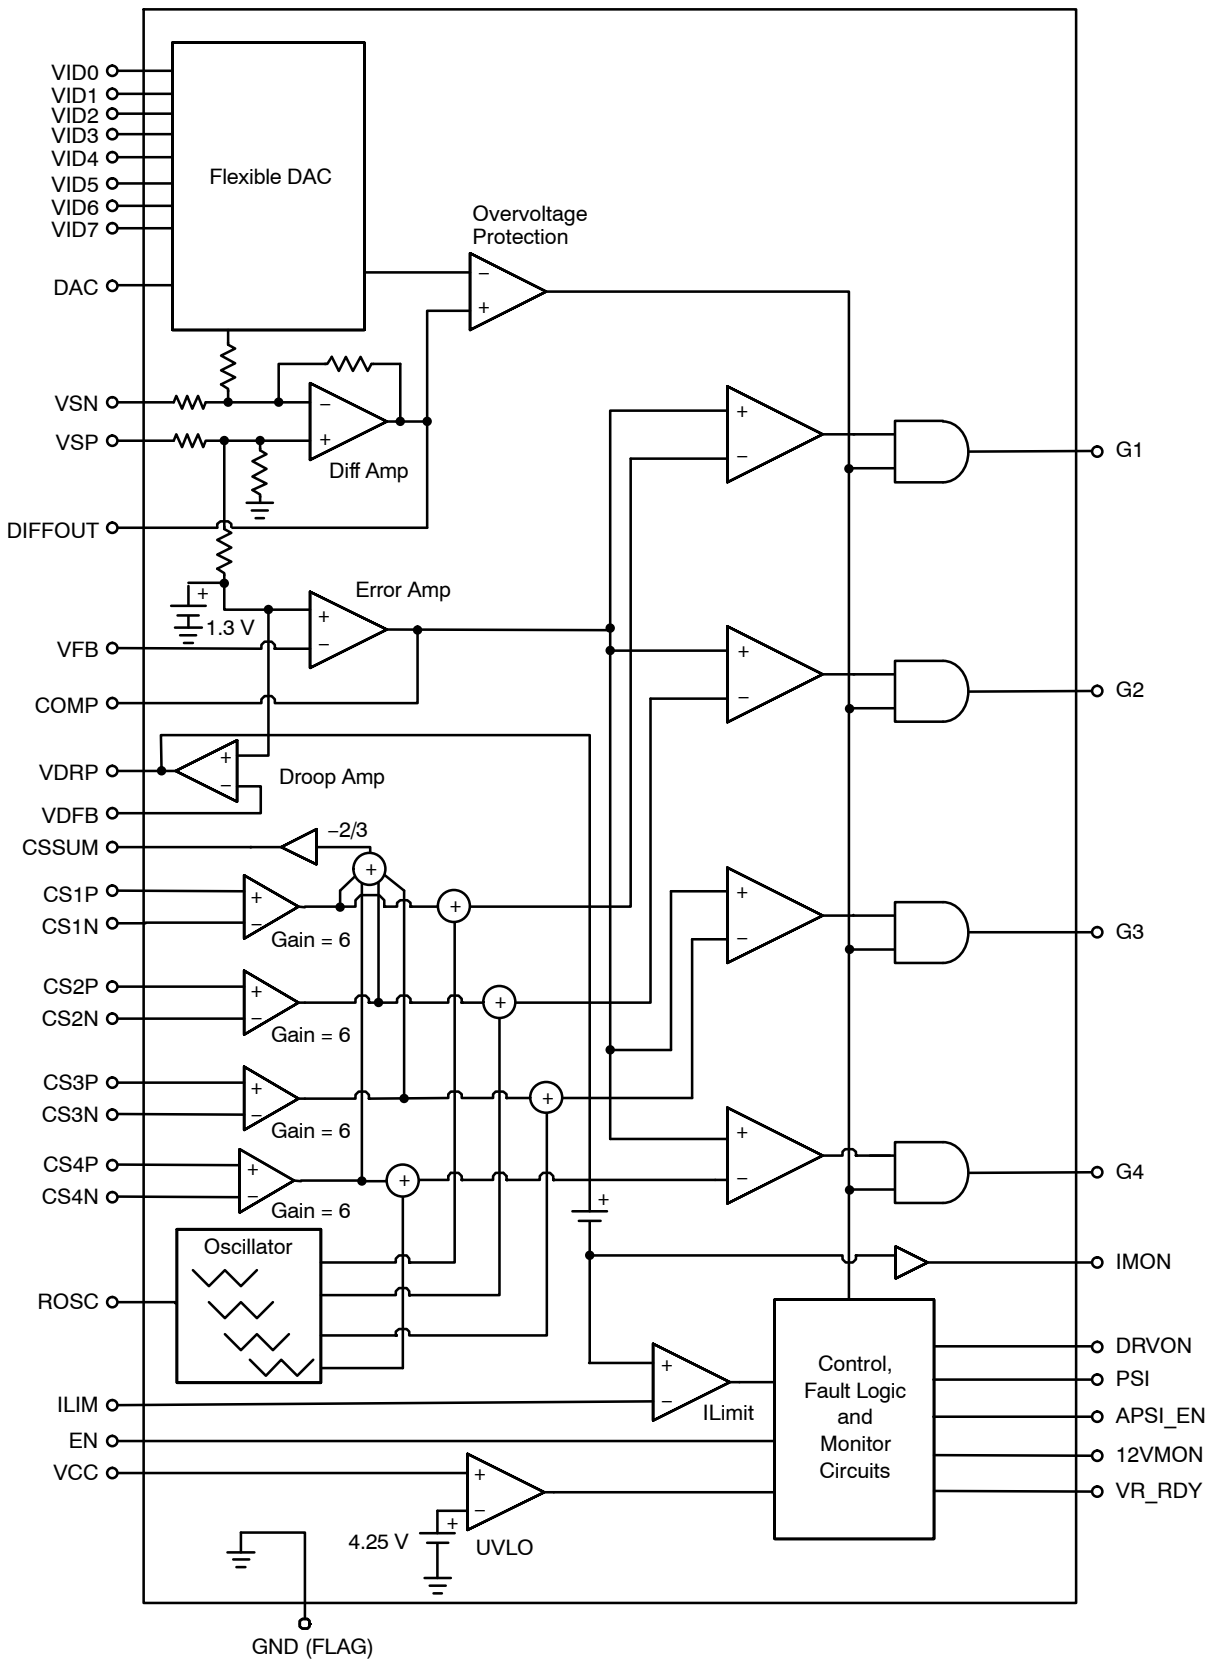 VID0
VID1
VID2
VID3
VID4
VID5
VID6
VID7
DAC
Flexible DAC
Overvoltage
Protection
−
+
VSN
VSP
−
+
Diff Amp
DIFFOUT
+
1.3 V
Error Amp
+
−
VFB
COMP
VDRP
VDFB
+
−
Droop Amp
CSSUM
−2/3
+
CS1P
CS1N
+
−
Gain = 6
+
CS2P
CS2N
+
−
Gain = 6
+
CS3P
CS3N
+
−
Gain = 6
+
CS4P
CS4N
+
−
Gain = 6
+
+
−
G1
+
−
G2
+
−
G3
+
−
G4
+
IMON
Oscillator
ROSC
ILIM
+
−
ILimit
EN
VCC
+
−
+
4.25 V
UVLO
Control,
Fault Logic
and
Monitor
Circuits
DRVON
PSI
APSI_EN
12VMON
VR_RDY
GND (FLAG)